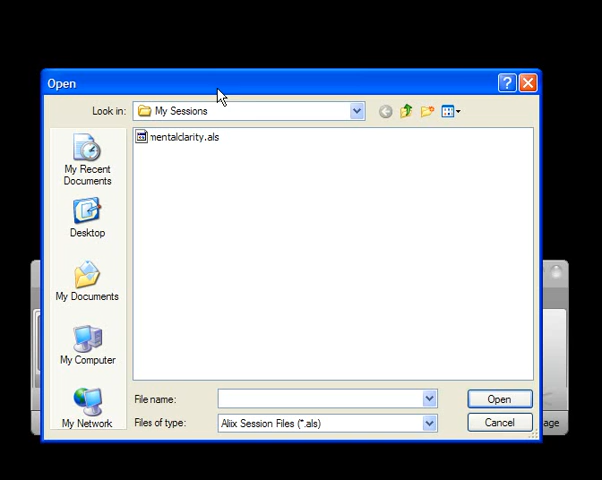 Open
Look in:
My Sessions
mentalclarity.als
My Recent
Documents
Desktop
My Documents
My Computer
My Network
File name:
Open
Files of type:
Aliix Session Files (*.als)
Cancel
age